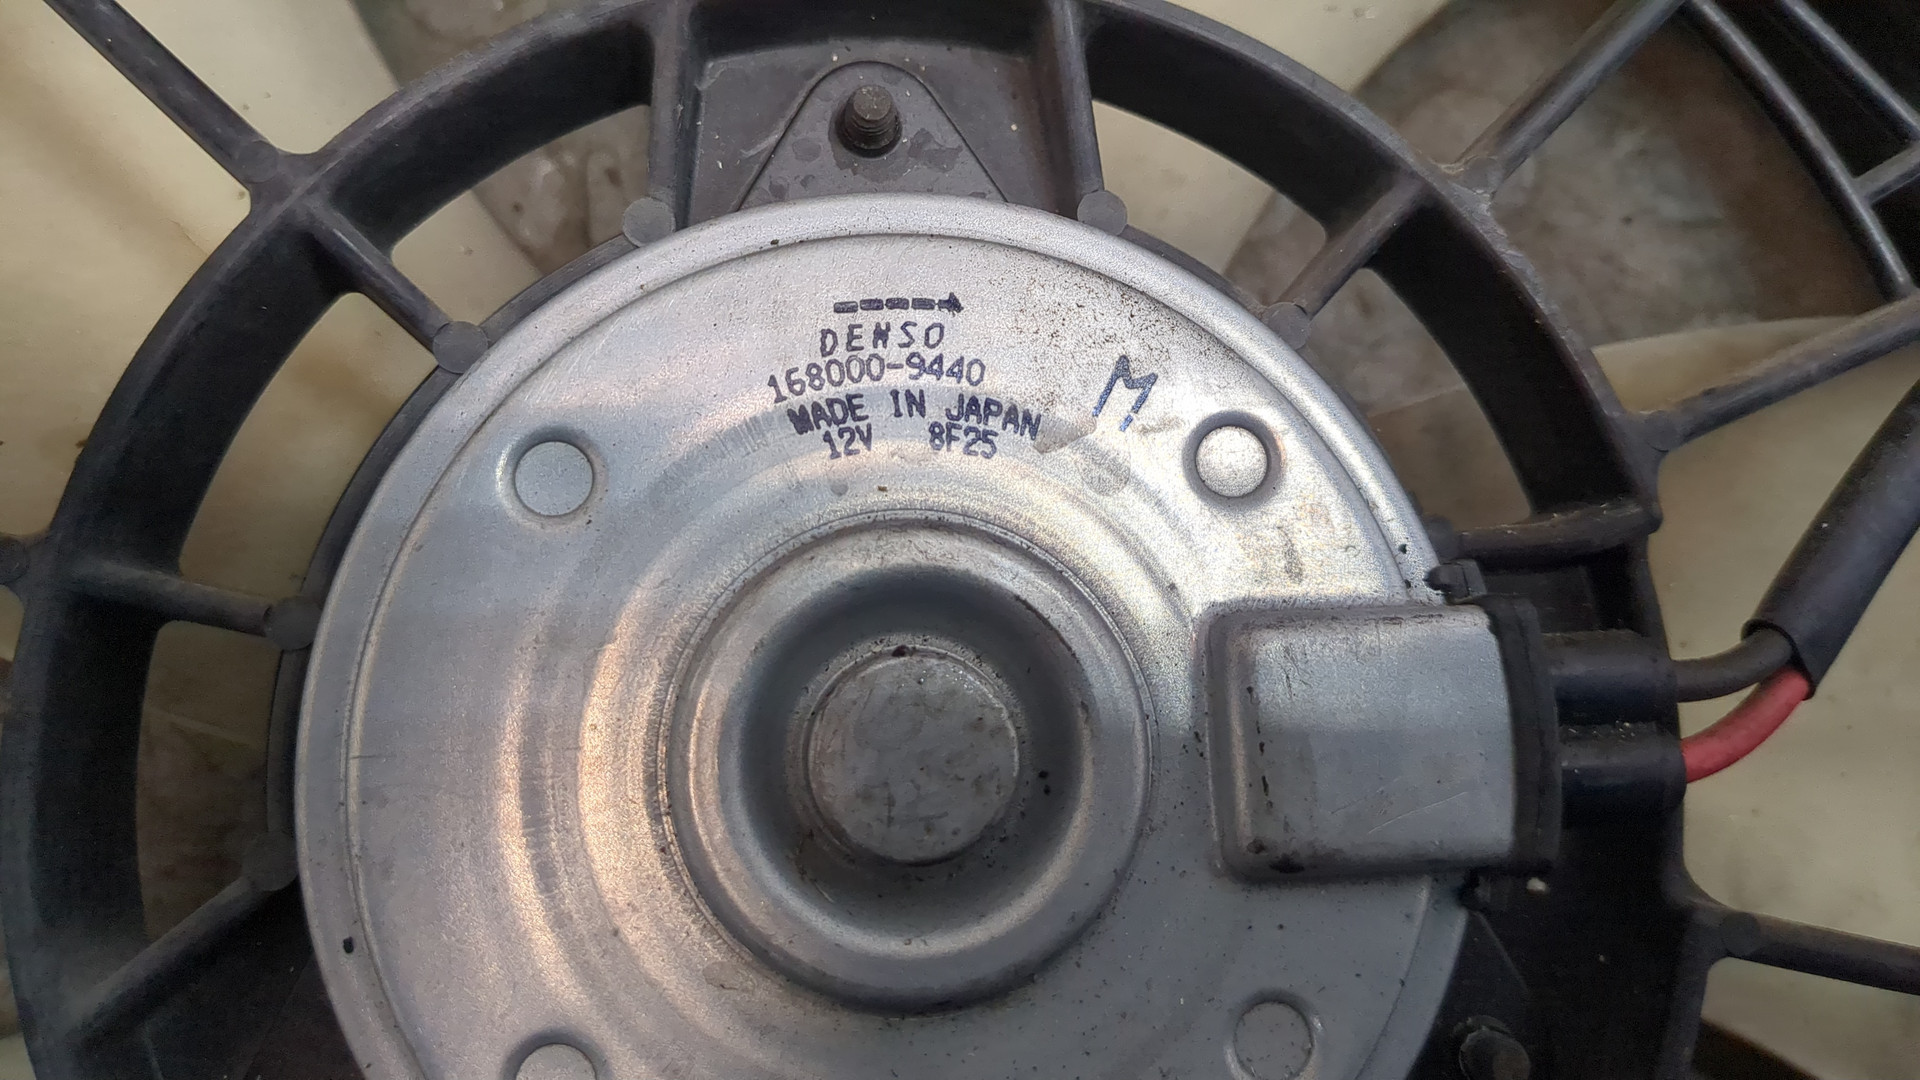 DENSO
168000-9440
MADE IN JAPAN
12V 8F25
M